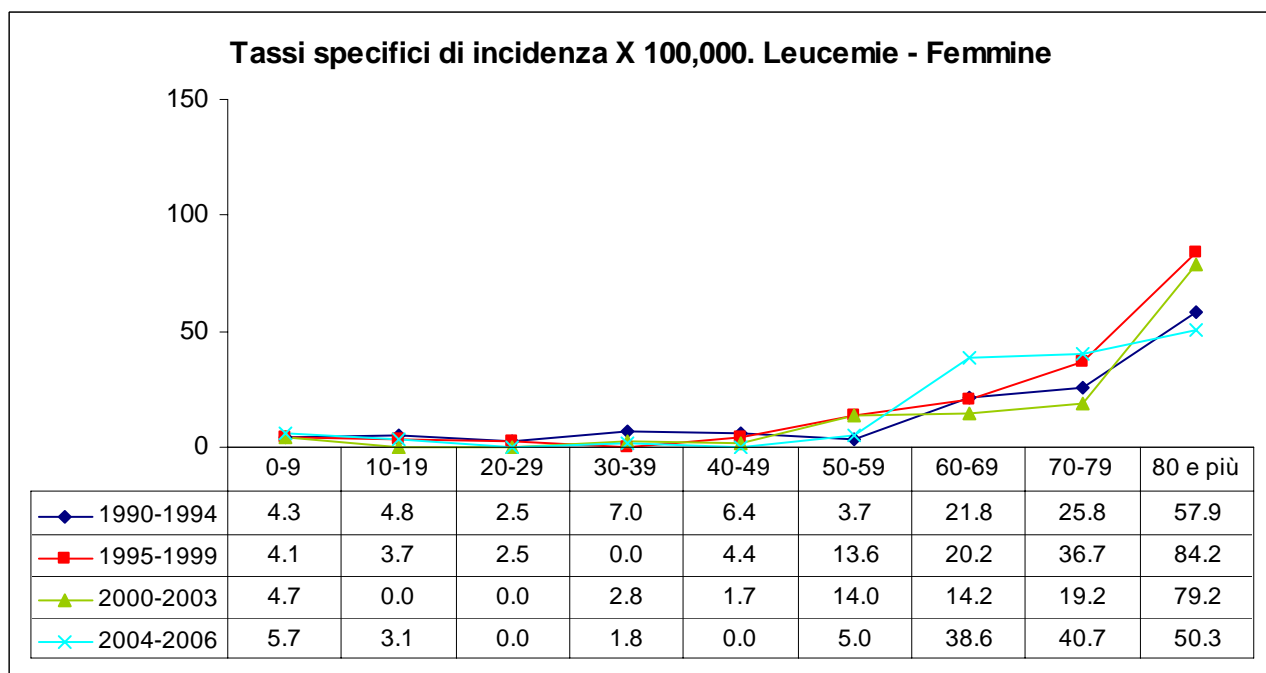 Tassi specifici di incidenza X 100,000. Leucemie - Femmine
150
100
50
0
0-9 10-19 20-29 30-39 40-49 50-59 60-69 70-79 80 e più
1990-1994 4.3 4.8 2.5 7.0 6.4 3.7 21.8 25.8 57.9
1995-1999 4.1 3.7 2.5 0.0 4.4 13.6 20.2 36.7 84.2
2000-2003 4.7 0.0 0.0 2.8 1.7 14.0 14.2 19.2 79.2
2004-2006 5.7 3.1 0.0 1.8 0.0 5.0 38.6 40.7 50.3